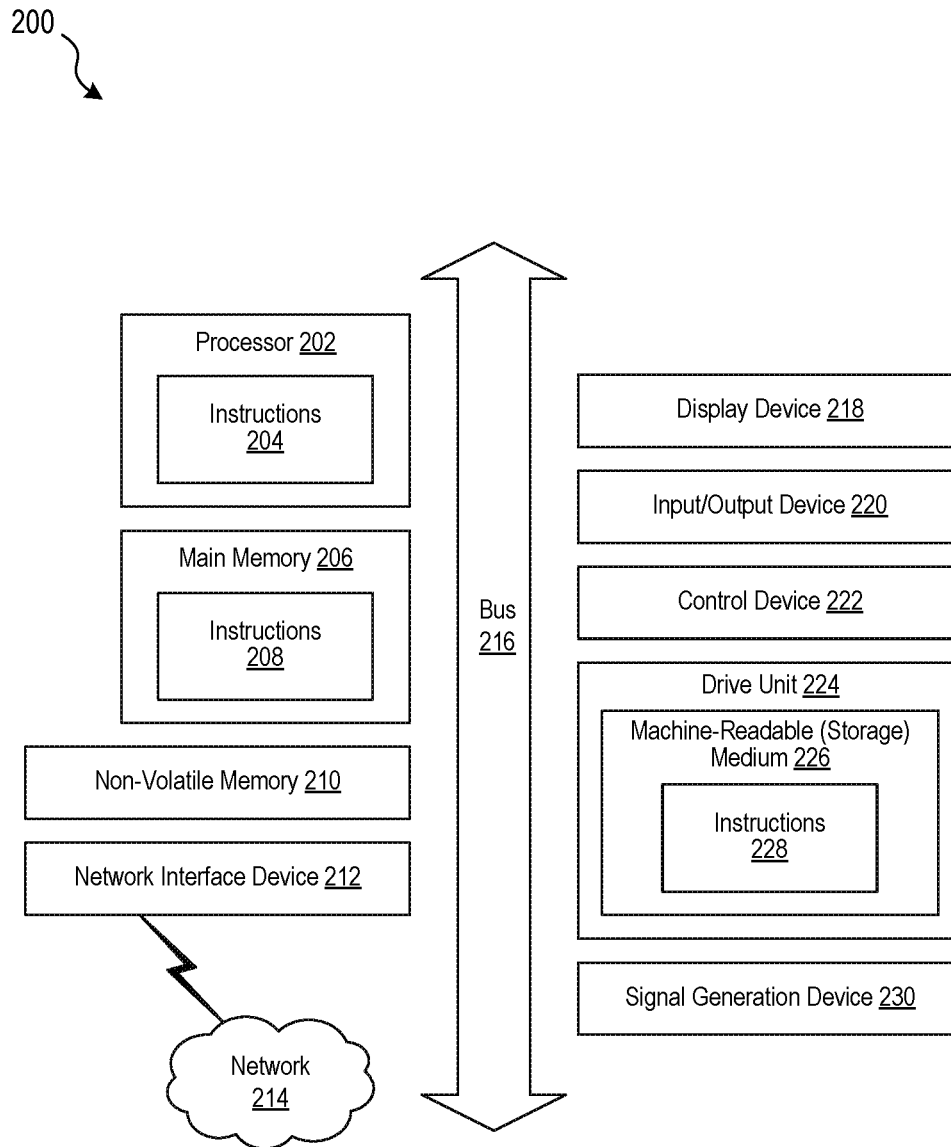 200
Processor 202
Instructions
204
Main Memory 206
Instructions
208
Non-Volatile Memory 210
Network Interface Device 212
Network
214
Bus
216
Display Device 218
Input/Output Device 220
Control Device 222
Drive Unit 224
Machine-Readable (Storage)
Medium 226
Instructions
228
Signal Generation Device 230